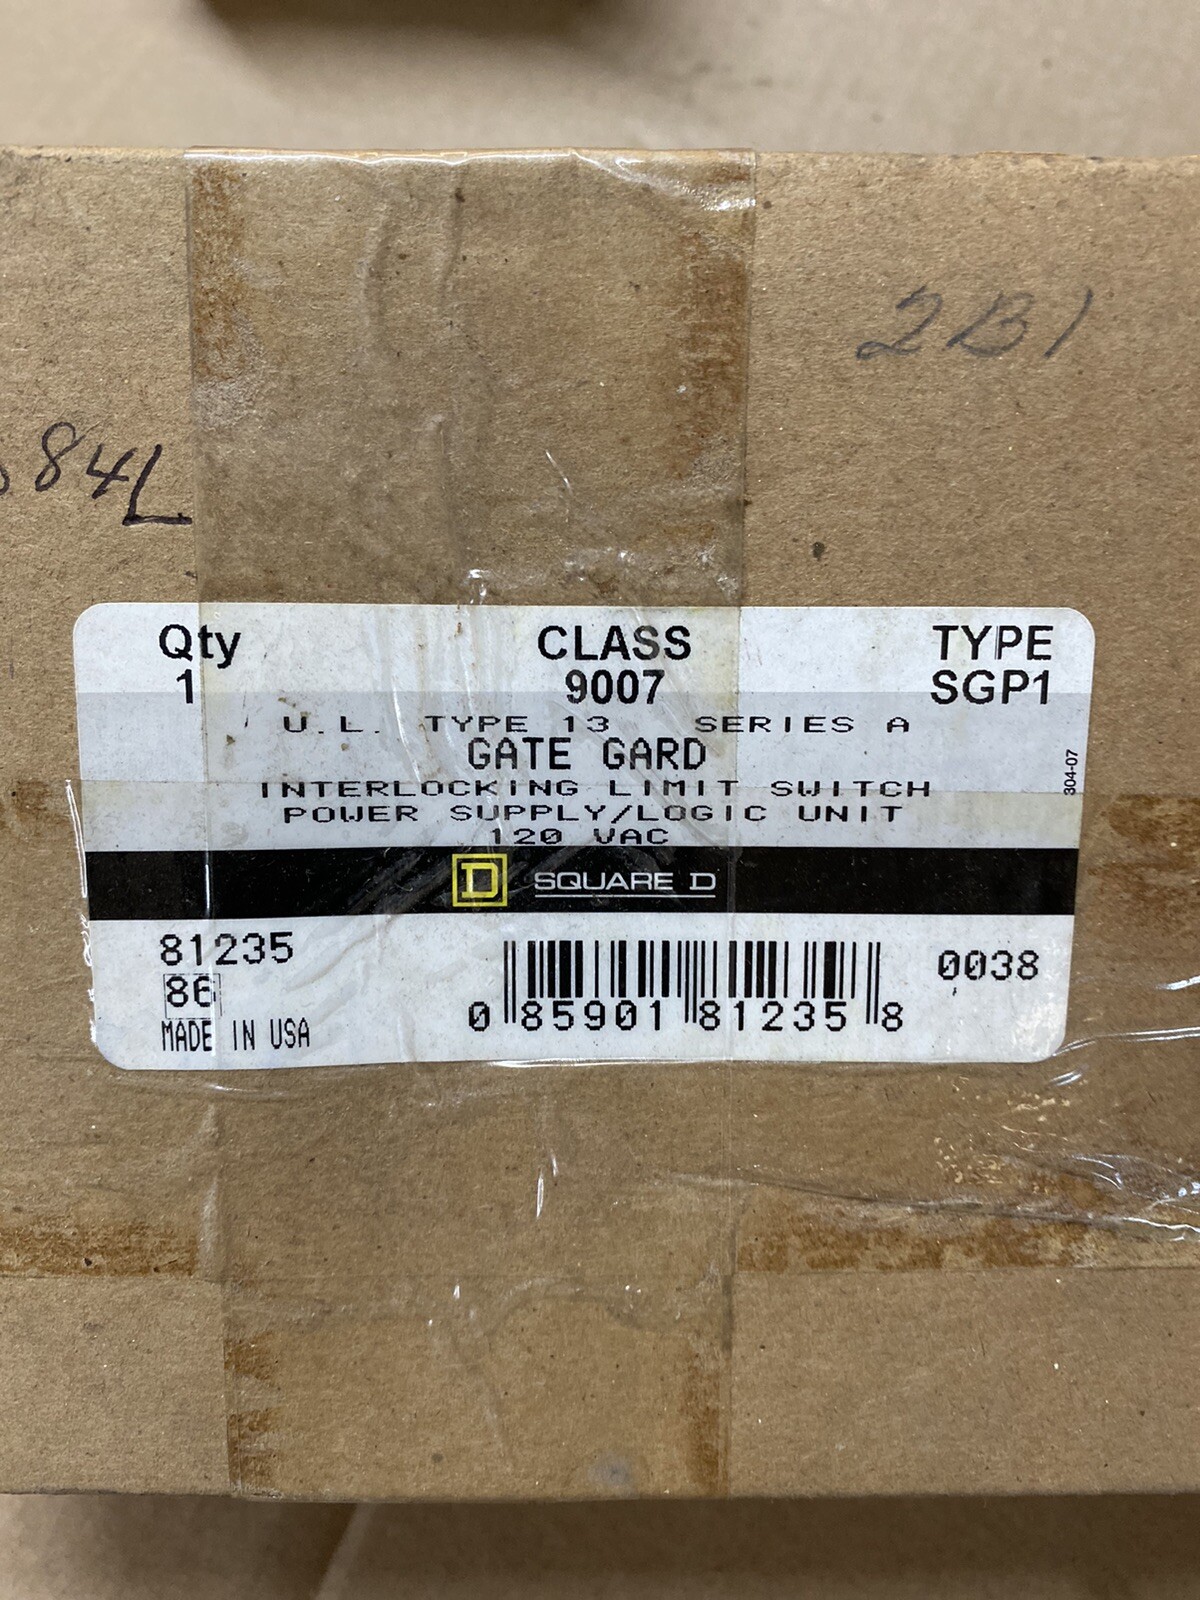 2B1
84L
Qty CLASS TYPE
1 9007 SGP1
U.L. TYPE 13 SERIES A
GATE GARD
INTERLOCKING LIMIT SWITCH
POWER SUPPLY/LOGIC UNIT
120 VAC
304-07
D SQUARE D
81235
86
MADE IN USA
0 85901 81235 8
0038